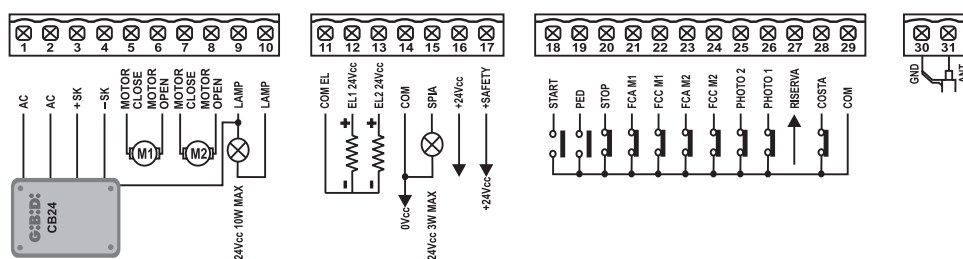 1 2 3 4 5 6 7 8 9 10
AC
AC
+SK
–SK
MOTOR
CLOSE
MOTOR
OPEN
MOTOR
CLOSE
MOTOR
OPEN
LAMP
LAMP
M1
M2
G:B:D:
CB24
24Vcc 10W MAX
11 12 13 14 15 16 17
COM EL
EL1 24Vcc
EL2 24Vcc
COM
SPIA
+24Vcc
+SAFETY
+
+
-
-
0Vcc
24Vcc 3W MAX
+24Vcc
18 19 20 21 22 23 24 25 26 27 28 29
START
PED
STOP
FCA M1
FCC M1
FCA M2
FCC M2
PHOTO 2
PHOTO 1
RISERVA
COSTA
COM
30 31
GND
ANT